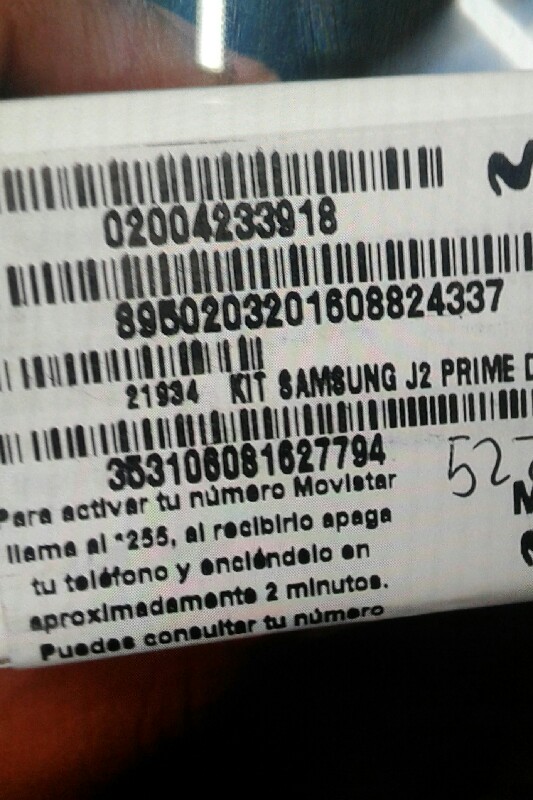 02004233918
8950203201608824337
21934 KIT SAMSUNG J2 PRIME D
353106081627794
527
Para activar tu número Movistar
llama al *255, al recibirlo apaga
tu teléfono y enciéndelo en
aproximadamente 2 minutos.
Puedes consultar tu número